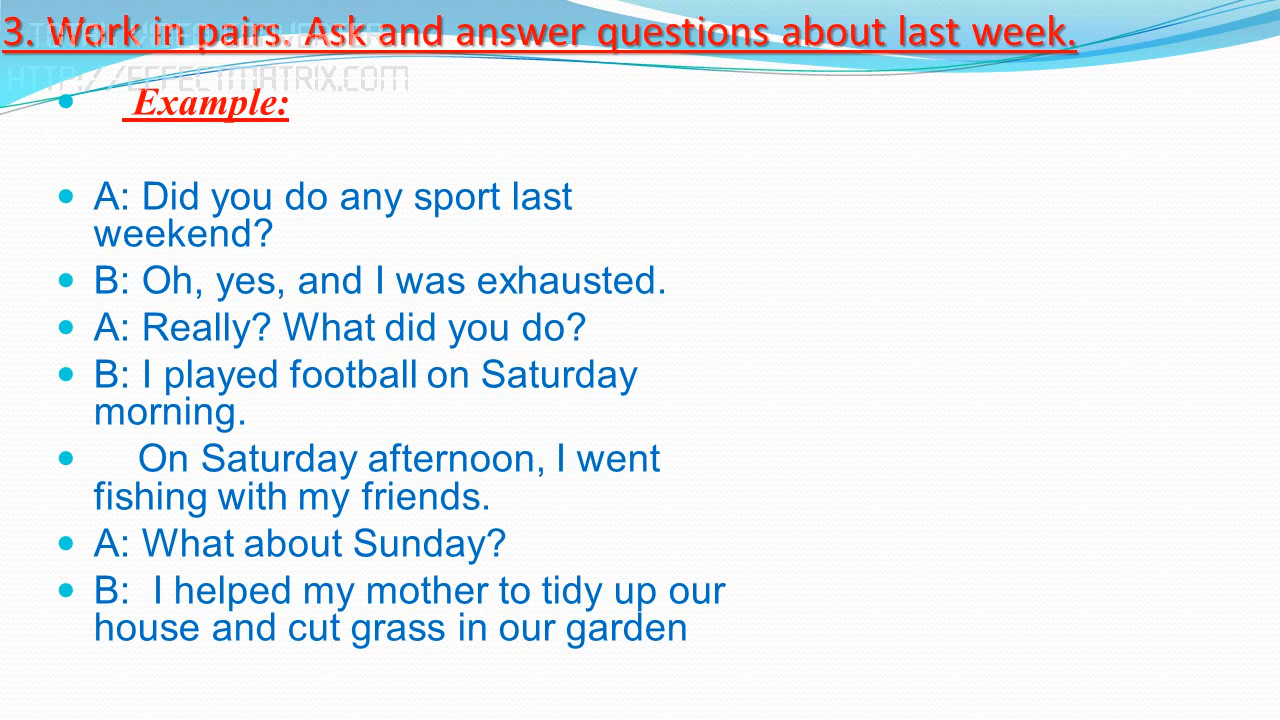 3. Work in pairs. Ask and answer questions about last week.
HTTP://EFFECTMATRIX.COM
Example:
A: Did you do any sport last
weekend?
B: Oh, yes, and I was exhausted.
A: Really? What did you do?
B: I played football on Saturday
morning.
On Saturday afternoon, I went
fishing with my friends.
A: What about Sunday?
B: I helped my mother to tidy up our
house and cut grass in our garden